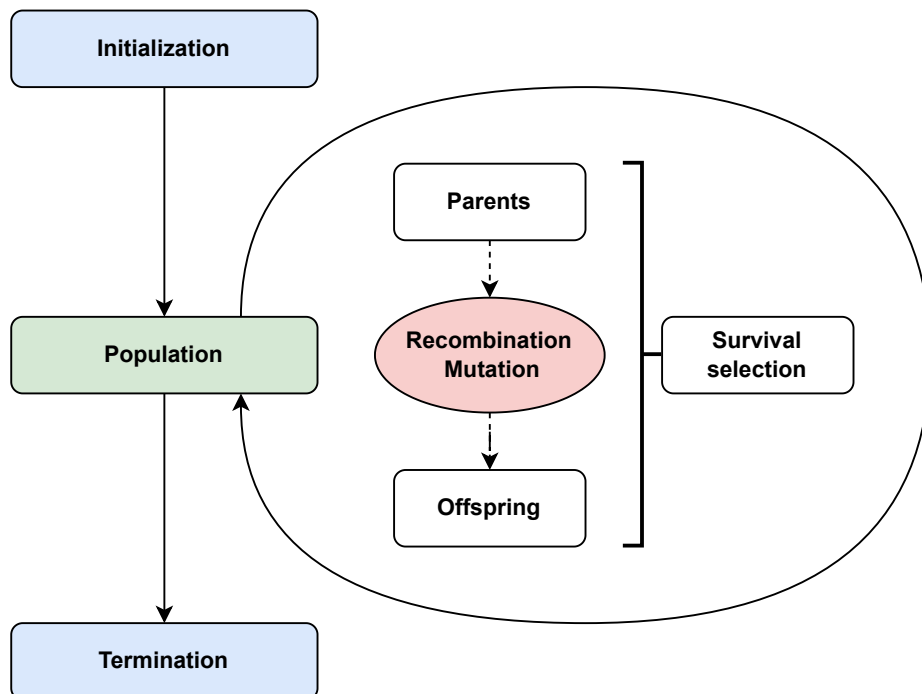 Initialization
Parents
Recombination
Mutation
Population
Survival
selection
Offspring
Termination